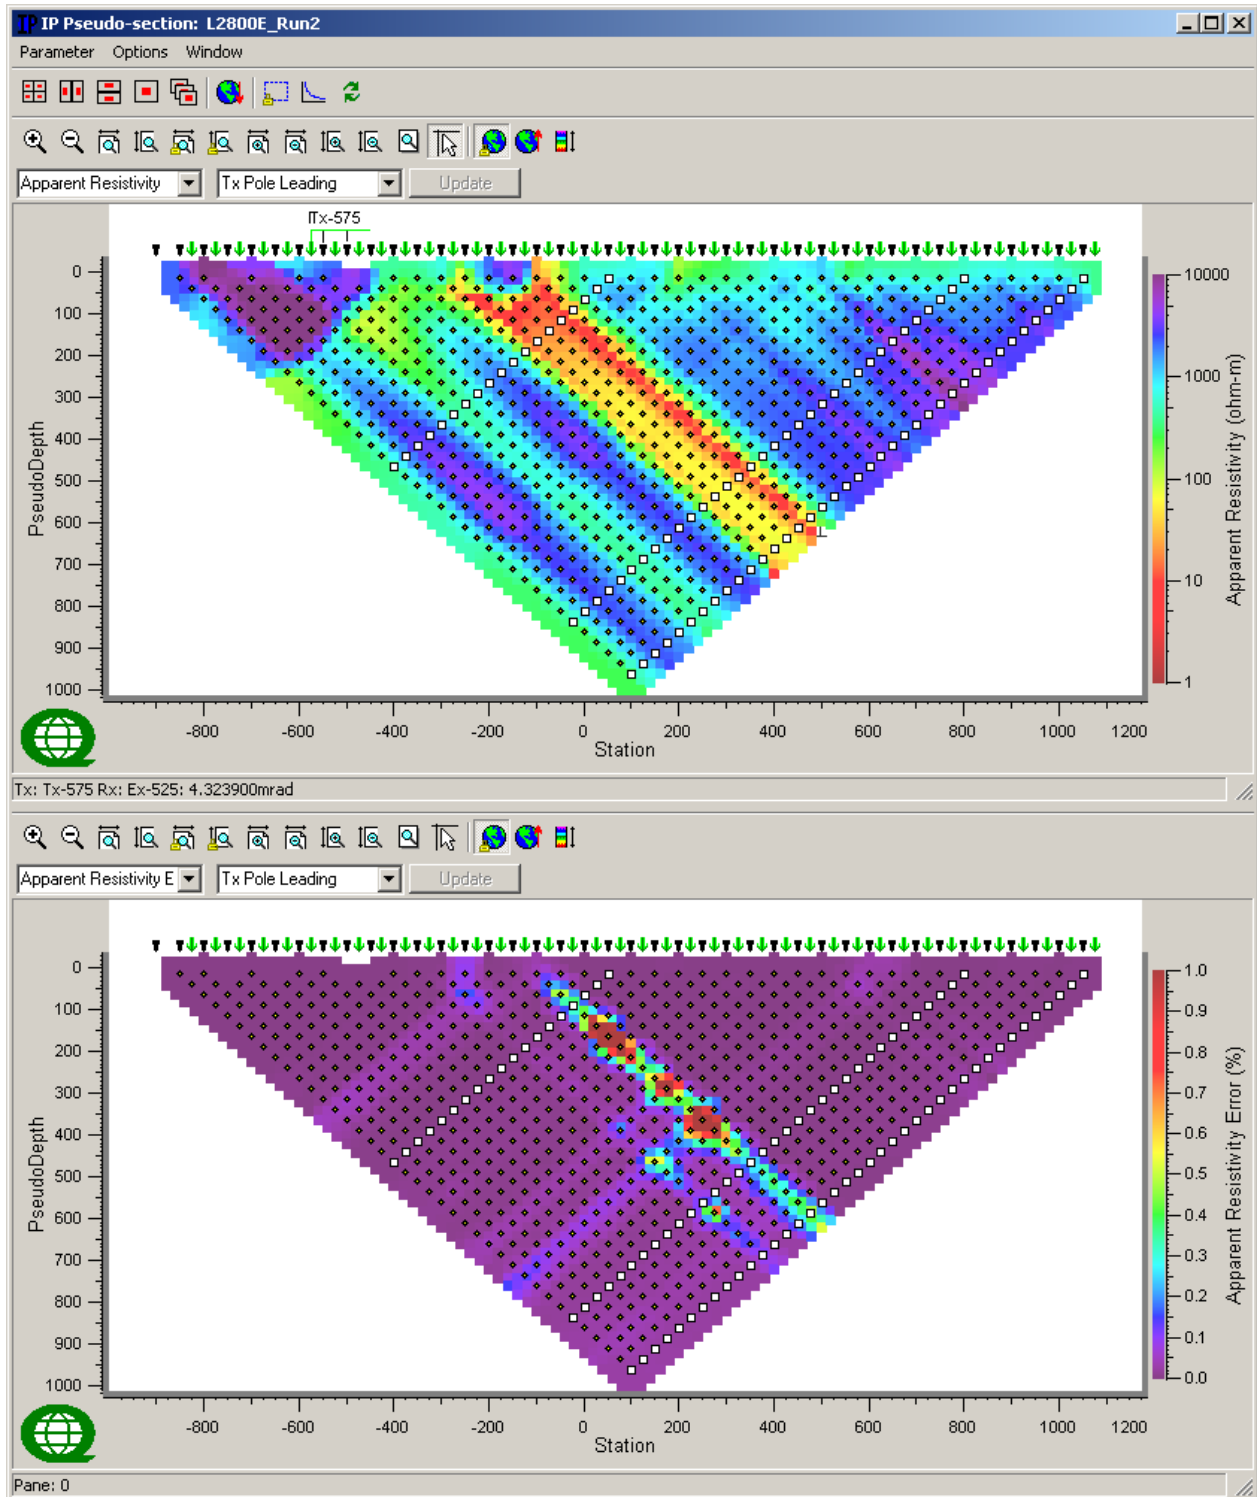 IP IP Pseudo-section: L2800E_Run2
Parameter Options Window
Apparent Resistivity Tx Pole Leading Update
Tx-575
0
100
200
300
400
500
600
700
800
900
1000
PseudoDepth
-800 -600 -400 -200 0 200 400 600 800 1000 1200
Station
10000
1000
100
10
1
Apparent Resistivity (ohm-m)
Tx: Tx-575 Rx: Ex-525: 4.323900mrad
Apparent Resistivity E Tx Pole Leading Update
0
100
200
300
400
500
600
700
800
900
1000
PseudoDepth
-800 -600 -400 -200 0 200 400 600 800 1000 1200
Station
1.0
0.9
0.8
0.7
0.6
0.5
0.4
0.3
0.2
0.1
0.0
Apparent Resistivity Error (%)
Pane: 0